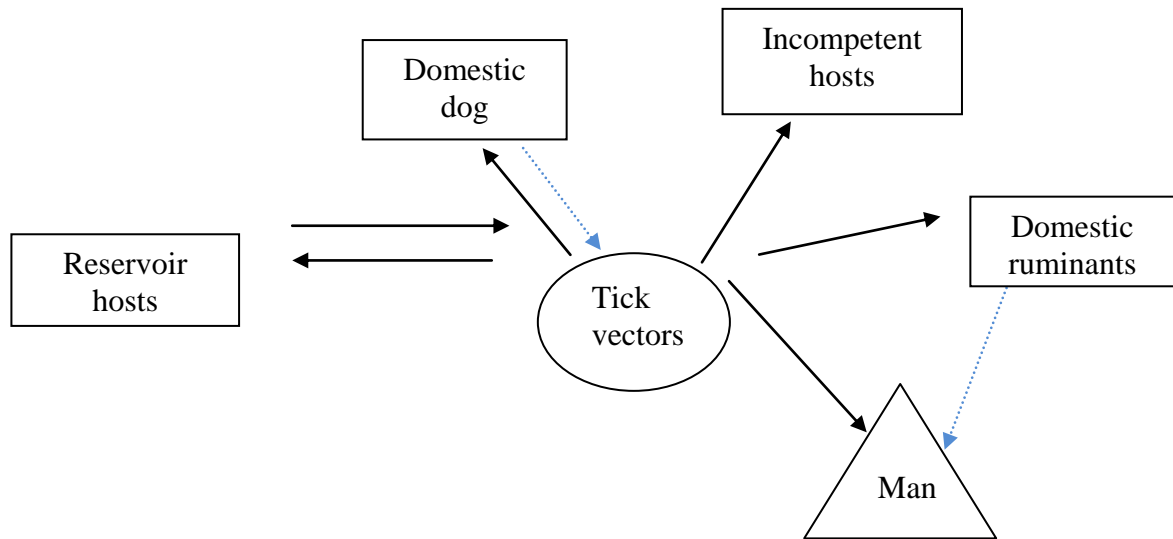 Domestic
dog
Incompetent
hosts
Reservoir
hosts
Tick
vectors
Domestic
ruminants
Man